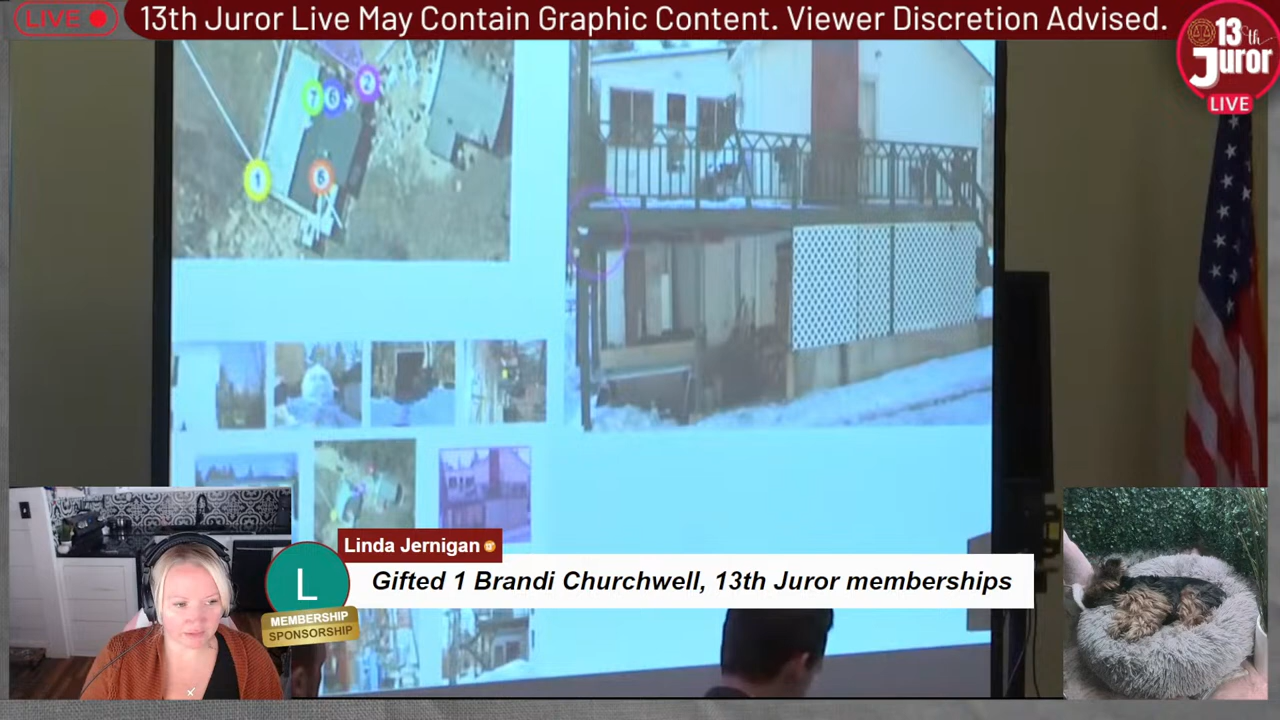 LIVE
13th Juror Live May Contain Graphic Content. Viewer Discretion Advised.
13th
Juror
LIVE
7
6
2
1
Linda Jernigan
L
Gifted 1 Brandi Churchwell, 13th Juror memberships
MEMBERSHIP
SPONSORSHIP